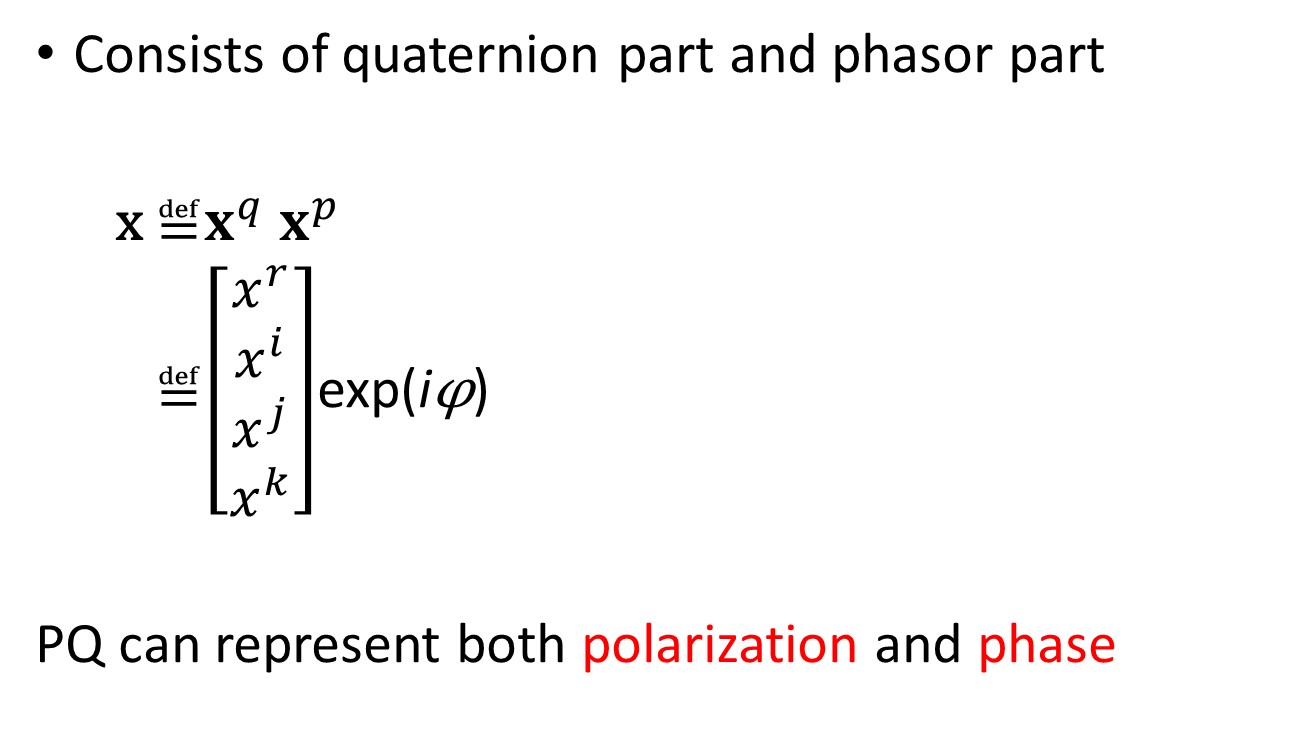 • Consists of quaternion part and phasor part
x ≝ x^q x^p
≝ [x^r
x^i
x^j
x^k] exp(iφ)
PQ can represent both polarization and phase